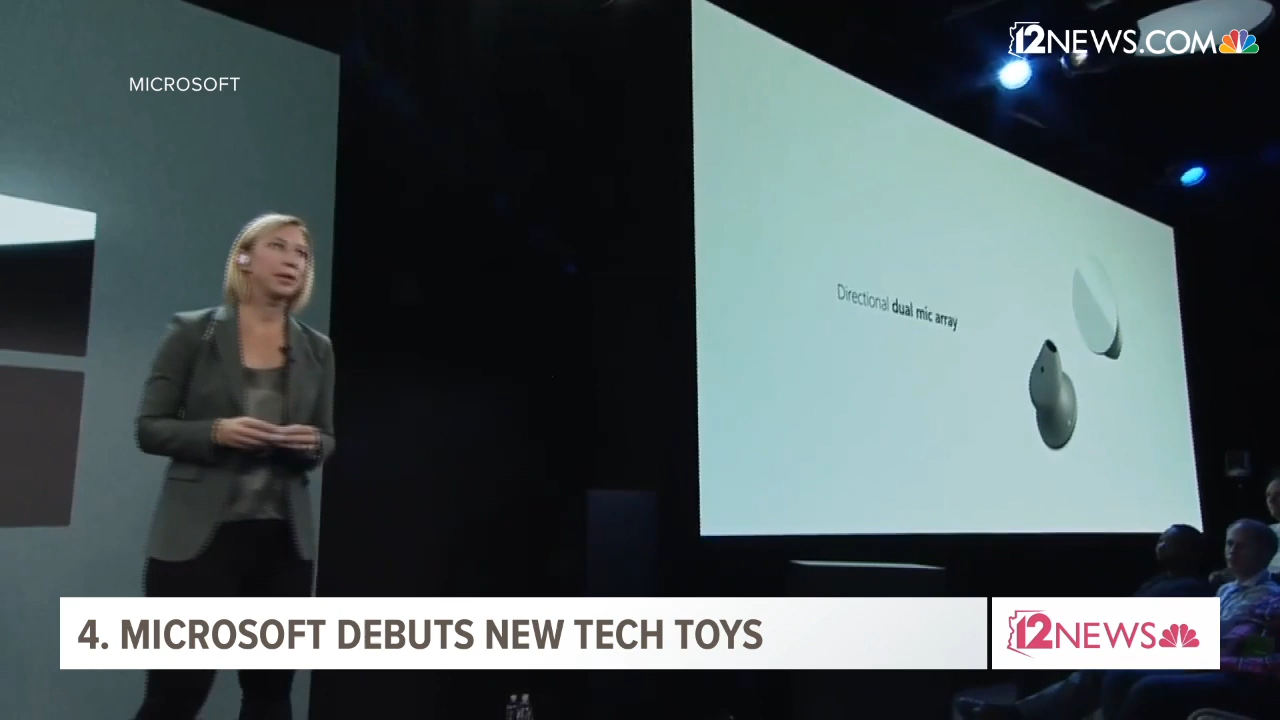 12NEWS.COM
MICROSOFT
Directional dual mic array
4. MICROSOFT DEBUTS NEW TECH TOYS
12NEWS